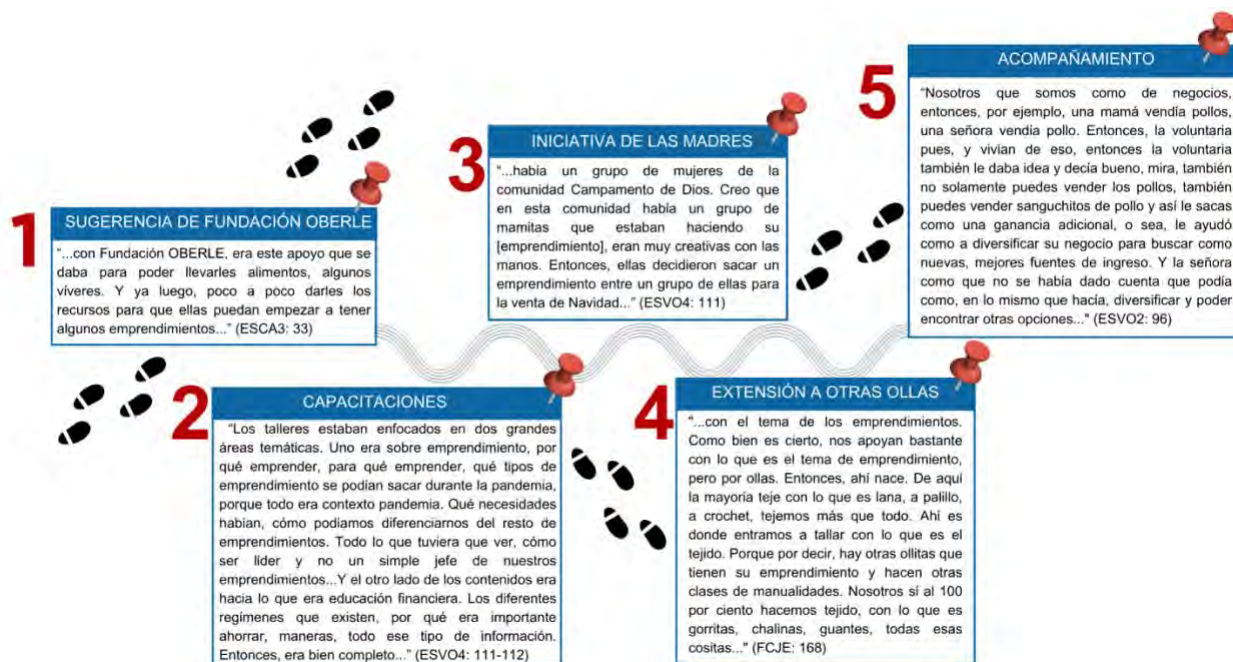 1
SUGERENCIA DE FUNDACIÓN OBERLE
"...con Fundación OBERLE, era este apoyo que se
daba para poder llevarles alimentos, algunos
víveres. Y ya luego, poco a poco darles los
recursos para que ellas puedan empezar a tener
algunos emprendimientos..." (ESCA3: 33)
2
CAPACITACIONES
"Los talleres estaban enfocados en dos grandes
áreas temáticas. Uno era sobre emprendimiento, por
qué emprender, para qué emprender, qué tipos de
emprendimiento se podían sacar durante la pandemia,
porque todo era contexto pandemia. Qué necesidades
habían, cómo podíamos diferenciarnos del resto de
emprendimientos. Todo lo que tuviera que ver, cómo
ser líder y no un simple jefe de nuestros
emprendimientos...Y el otro lado de los contenidos era
hacia lo que era educación financiera. Los diferentes
regímenes que existen, por qué era importante
ahorrar, maneras, todo ese tipo de información.
Entonces, era bien completo..." (ESVO4: 111-112)
3
INICIATIVA DE LAS MADRES
"...había un grupo de mujeres de la
comunidad Campamento de Dios. Creo que
en esta comunidad había un grupo de
mamitas que estaban haciendo su
[emprendimiento], eran muy creativas con las
manos. Entonces, ellas decidieron sacar un
emprendimiento entre un grupo de ellas para
la venta de Navidad..." (ESVO4: 111)
4
EXTENSIÓN A OTRAS OLLAS
"...con el tema de los emprendimientos.
Como bien es cierto, nos apoyan bastante
con lo que es el tema de emprendimiento,
pero por ollas. Entonces, ahí nace. De aquí
la mayoría teje con lo que es lana, a palillo,
a crochet, tejemos más que todo. Ahí es
donde entramos a tallar con lo que es el
tejido. Porque por decir, hay otras ollitas que
tienen su emprendimiento y hacen otras
clases de manualidades. Nosotros sí al 100
por ciento hacemos tejido, con lo que es
gorritas, chalinas, guantes, todas esas
cositas..." (FCJE: 168)
5
ACOMPAÑAMIENTO
"Nosotros que somos como de negocios,
entonces, por ejemplo, una mamá vendía pollos,
una señora vendía pollo. Entonces, la voluntaria
pues, y vivían de eso, entonces la voluntaria
también le daba idea y decía bueno, mira, también
no solamente puedes vender los pollos, también
puedes vender sanguchitos de pollo y así le sacas
como una ganancia adicional, o sea, le ayudó
como a diversificar su negocio para buscar como
nuevas, mejores fuentes de ingreso. Y la señora
como que no se había dado cuenta que podía
como, en lo mismo que hacía, diversificar y poder
encontrar otras opciones..." (ESVO2: 96)